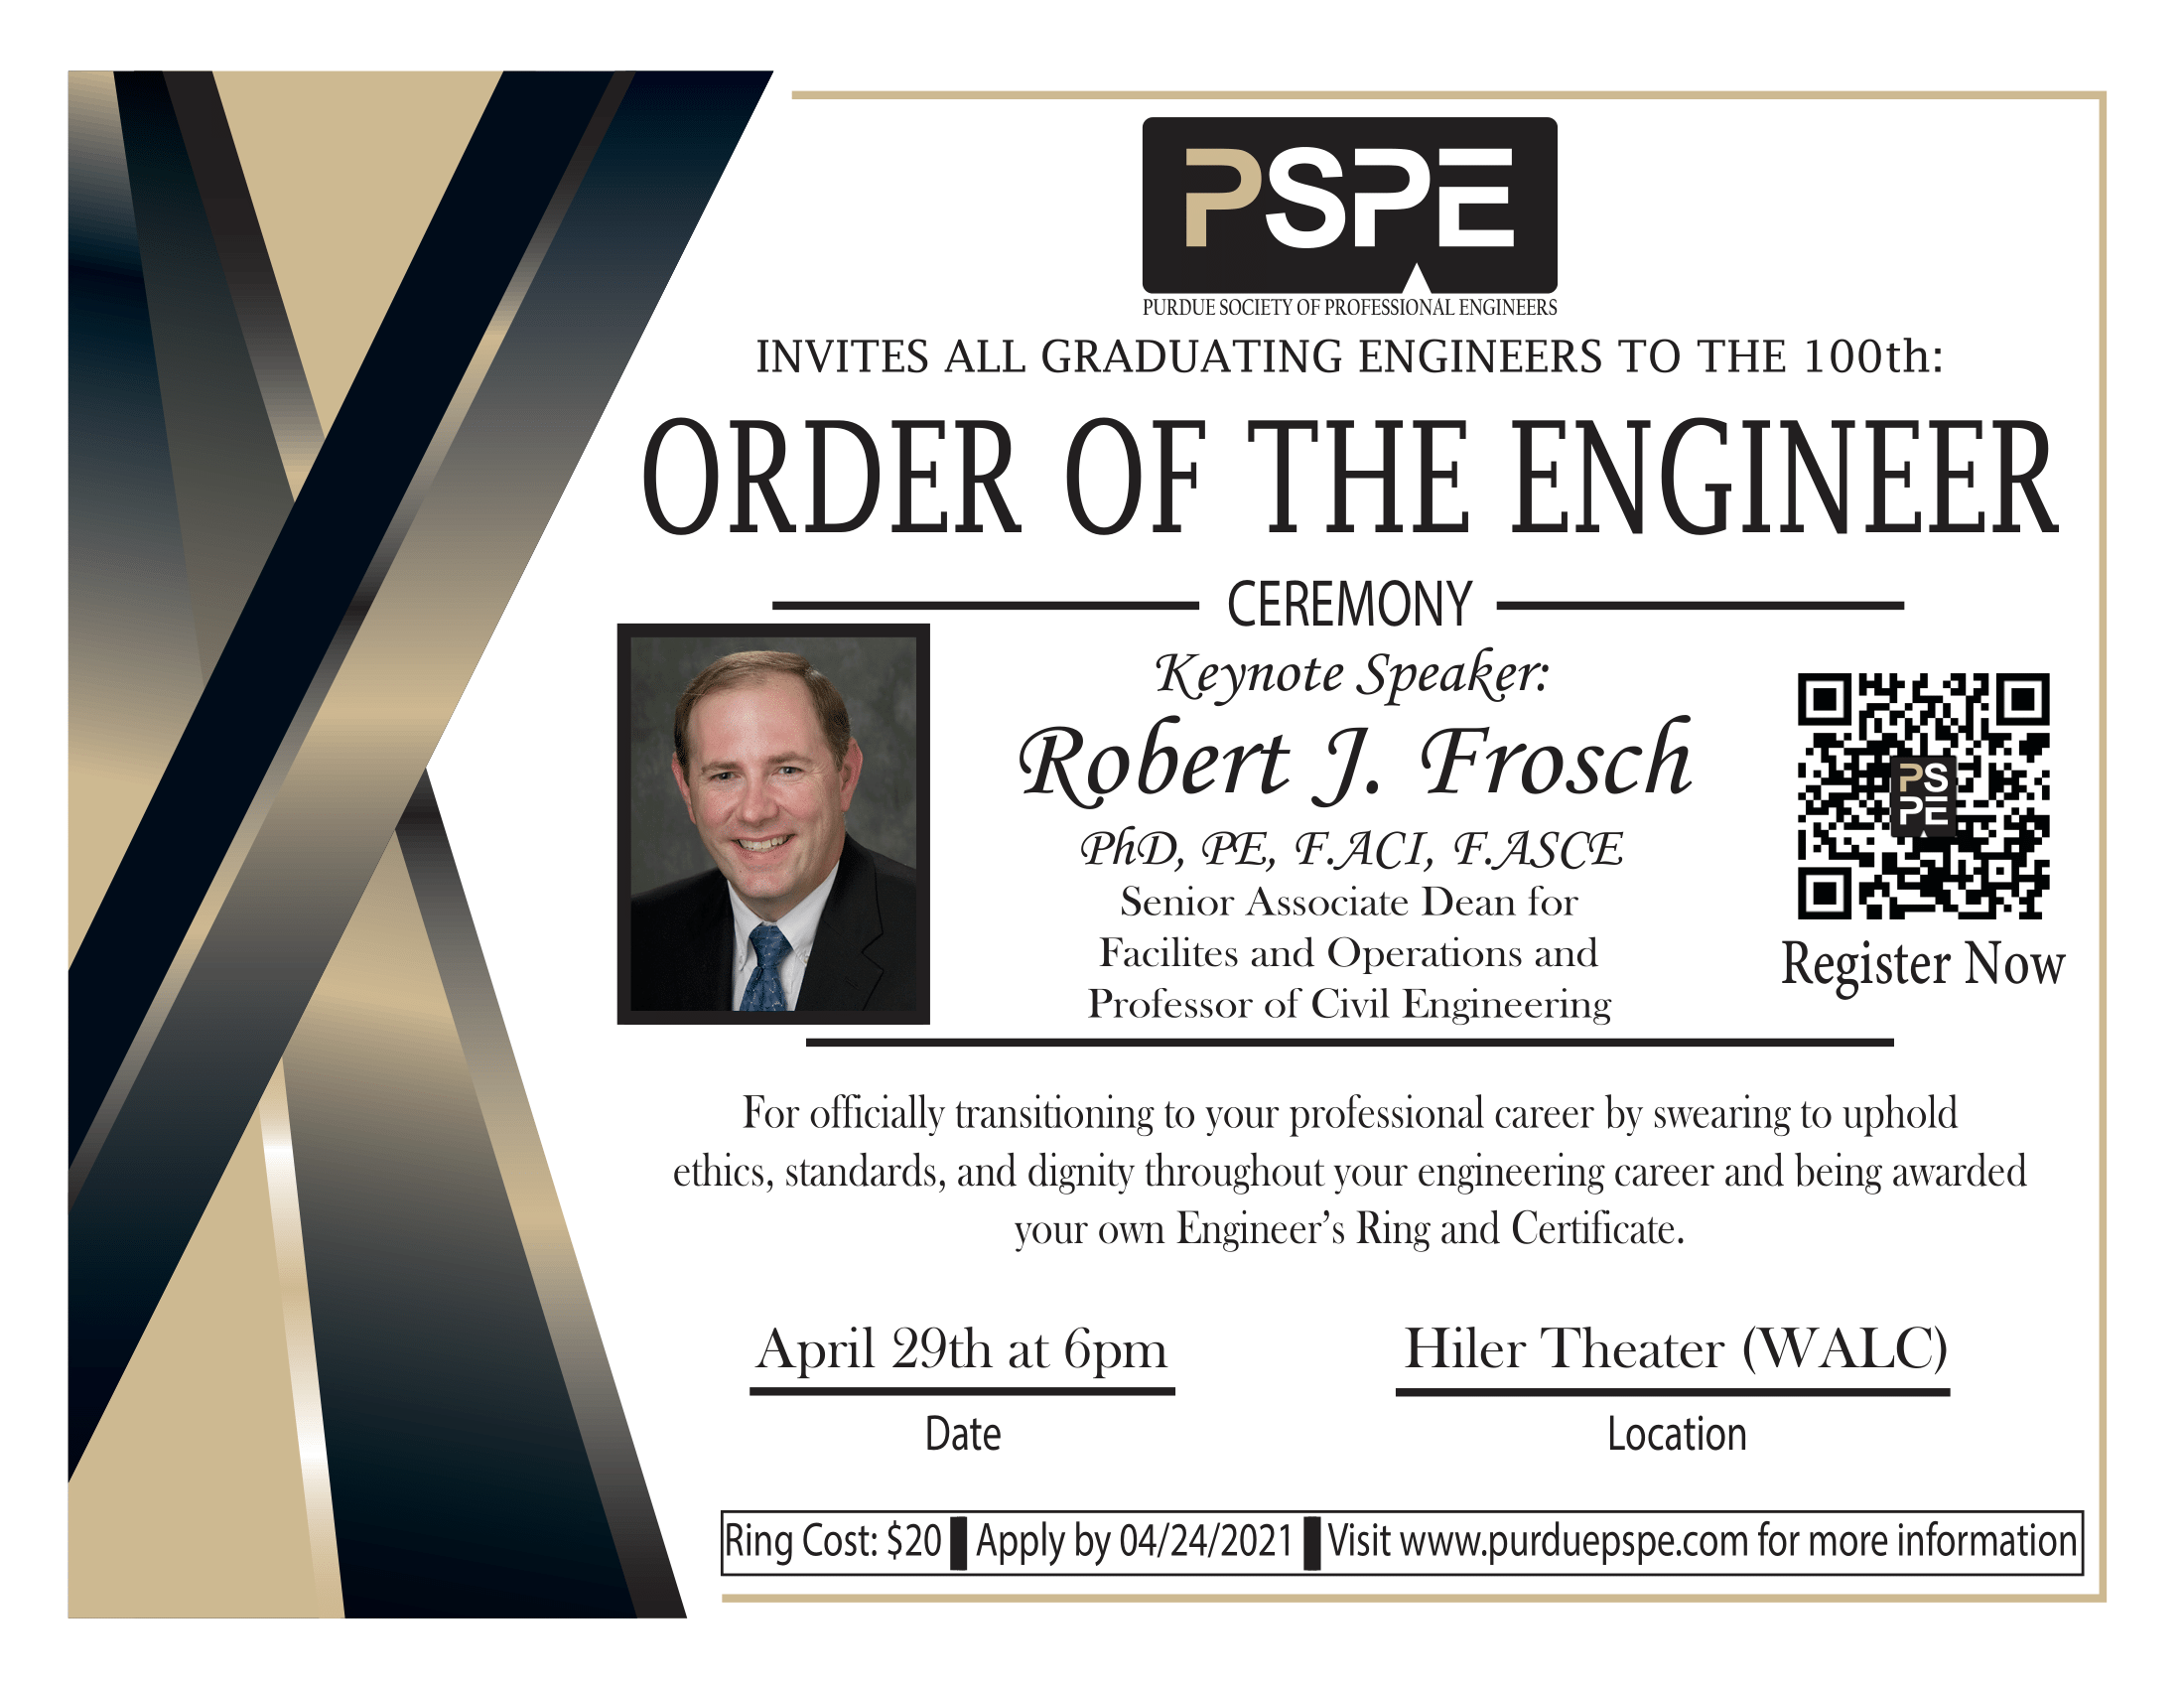 PSPE
PURDUE SOCIETY OF PROFESSIONAL ENGINEERS
INVITES ALL GRADUATING ENGINEERS TO THE 100th:
ORDER OF THE ENGINEER
CEREMONY
Keynote Speaker:
Robert J. Frosch
PhD, PE, F.ACI, F.ASCE
Senior Associate Dean for
Facilites and Operations and
Professor of Civil Engineering
PS
PE
Register Now
For officially transitioning to your professional career by swearing to uphold
ethics, standards, and dignity throughout your engineering career and being awarded
your own Engineer’s Ring and Certificate.
April 29th at 6pm
Date
Hiler Theater (WALC)
Location
Ring Cost: $20 Apply by 04/24/2021 Visit www.purduepspe.com for more information